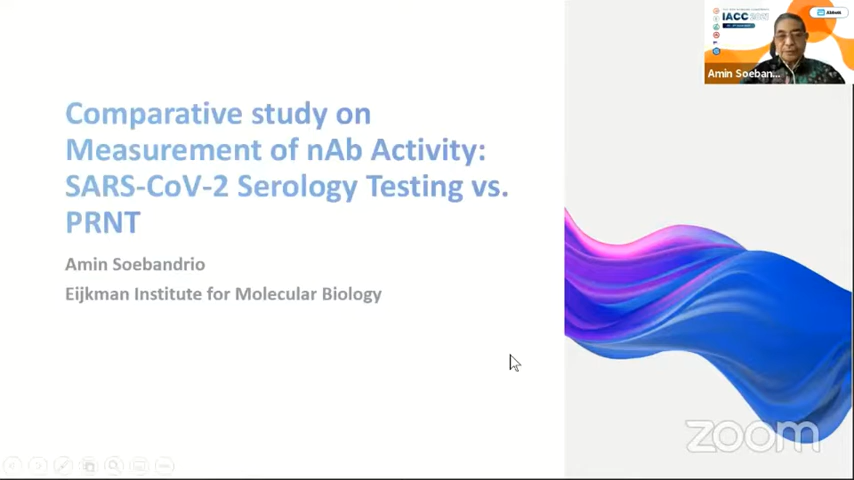 Comparative study on
Measurement of nAb Activity:
SARS-CoV-2 Serology Testing vs.
PRNT
Amin Soebandrio
Eijkman Institute for Molecular Biology
IACC
Abbott
Amin Soeban...
zoom